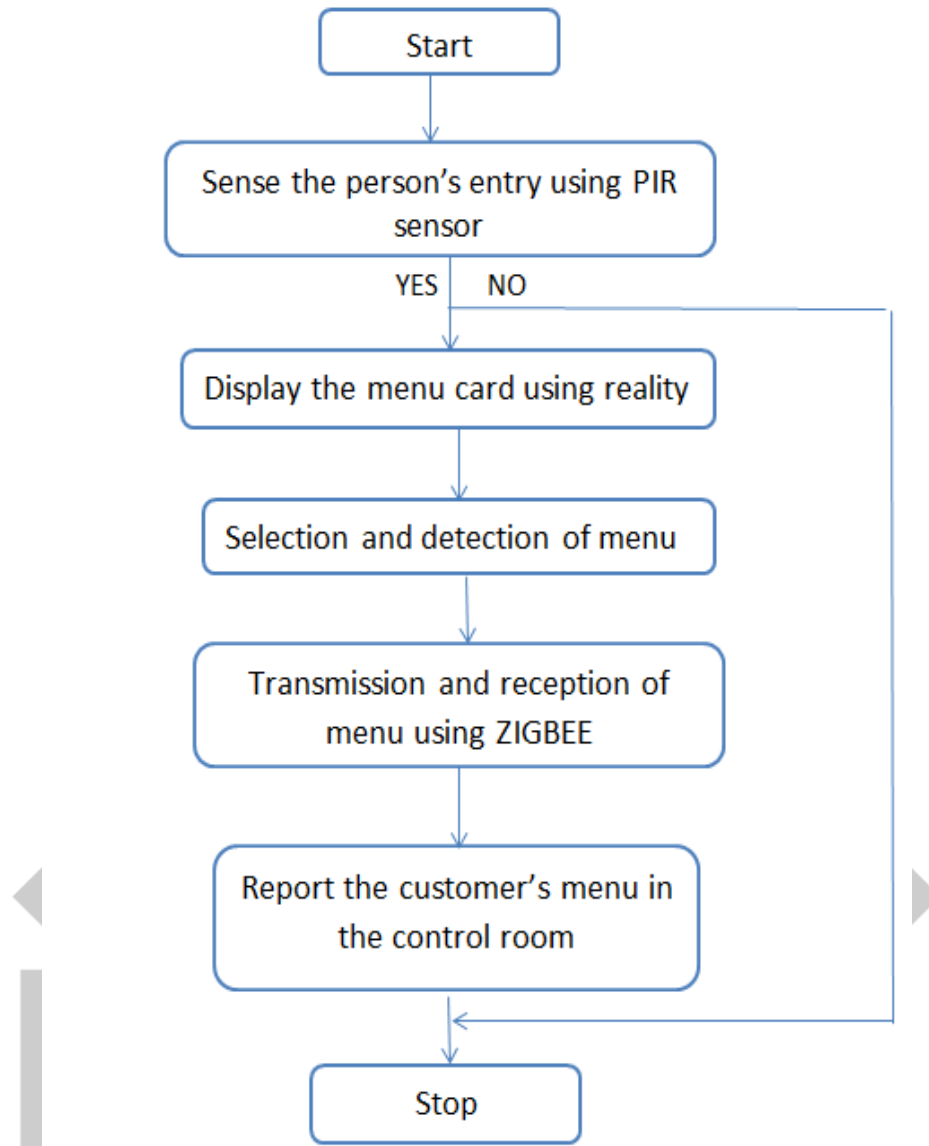 Start
Sense the person’s entry using PIR
sensor
YES NO
Display the menu card using reality
Selection and detection of menu
Transmission and reception of
menu using ZIGBEE
Report the customer’s menu in
the control room
Stop